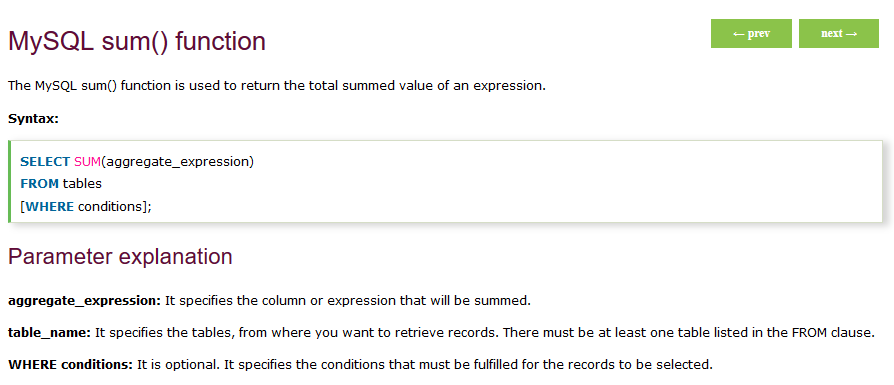 MySQL sum() function
← prev
next →
The MySQL sum() function is used to return the total summed value of an expression.
Syntax:
SELECT SUM(aggregate_expression)
FROM tables
[WHERE conditions];
Parameter explanation
aggregate_expression: It specifies the column or expression that will be summed.
table_name: It specifies the tables, from where you want to retrieve records. There must be at least one table listed in the FROM clause.
WHERE conditions: It is optional. It specifies the conditions that must be fulfilled for the records to be selected.